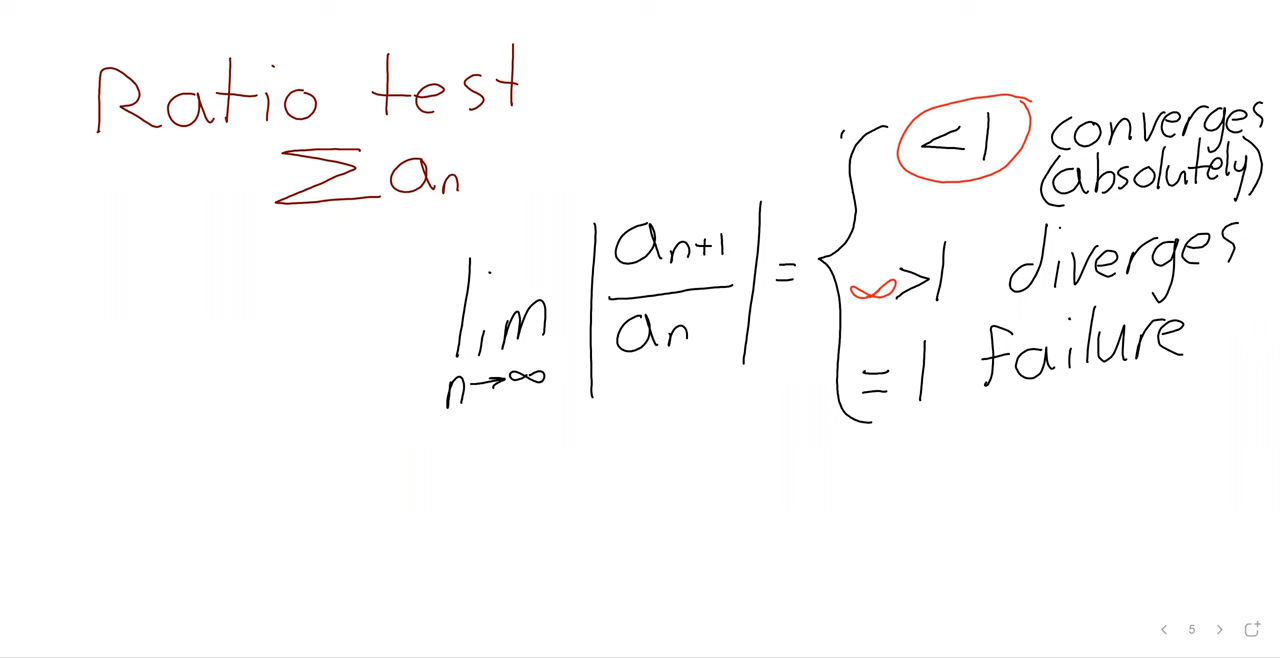 Ratio test
∑ aₙ
lim n→∞ | aₙ₊₁ / aₙ | = {
< 1 converges (absolutely)
∞ > 1 diverges
= 1 failure
5